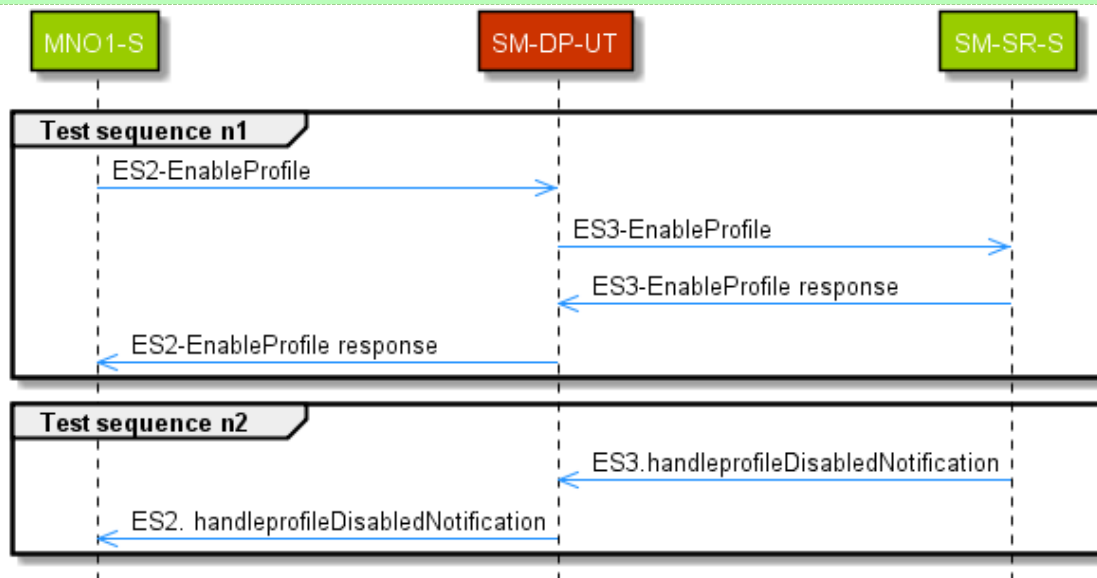 MNO1-S SM-DP-UT SM-SR-S
Test sequence n1
ES2-EnableProfile
ES3-EnableProfile
ES3-EnableProfile response
ES2-EnableProfile response
Test sequence n2
ES3.handleprofileDisabledNotification
ES2. handleprofileDisabledNotification